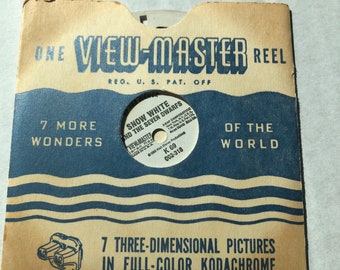 ONE VIEW-MASTER REEL
REG. U. S. PAT. OFF
SNOW WHITE
AND THE SEVEN DWARFS
K 69
7 MORE OF THE
WONDERS WORLD
7 THREE-DIMENSIONAL PICTURES
IN FULL-COLOR KODACHROME